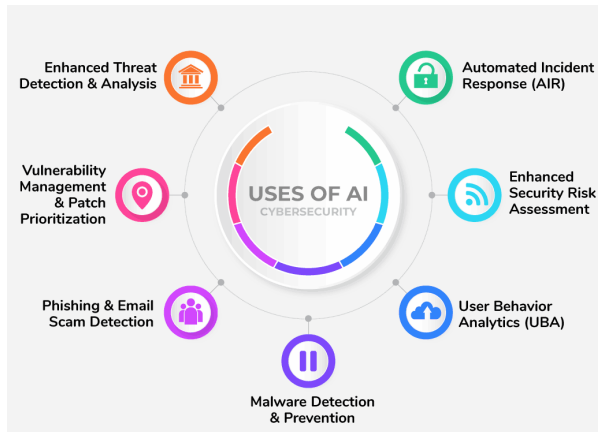 Enhanced Threat
Detection & Analysis
Automated Incident
Response (AIR)
Vulnerability
Management
& Patch
Prioritization
USES OF AI
CYBERSECURITY
Enhanced
Security Risk
Assessment
Phishing & Email
Scam Detection
User Behavior
Analytics (UBA)
Malware Detection
& Prevention